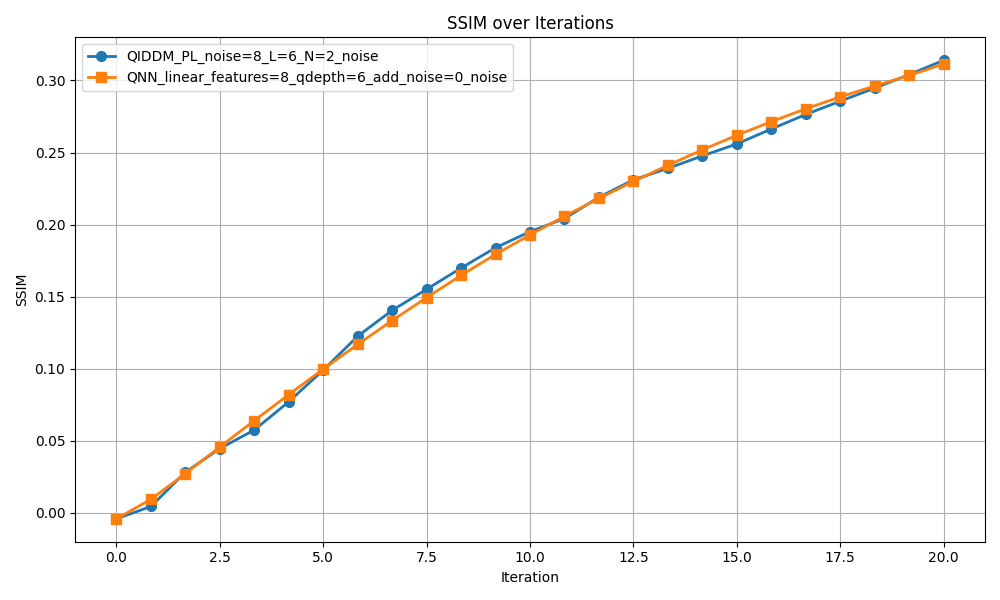 SSIM over Iterations
QIDDM_PL_noise=8_L=6_N=2_noise
QNN_linear_features=8_qdepth=6_add_noise=0_noise
SSIM
0.30
0.25
0.20
0.15
0.10
0.05
0.00
0.0 2.5 5.0 7.5 10.0 12.5 15.0 17.5 20.0
Iteration